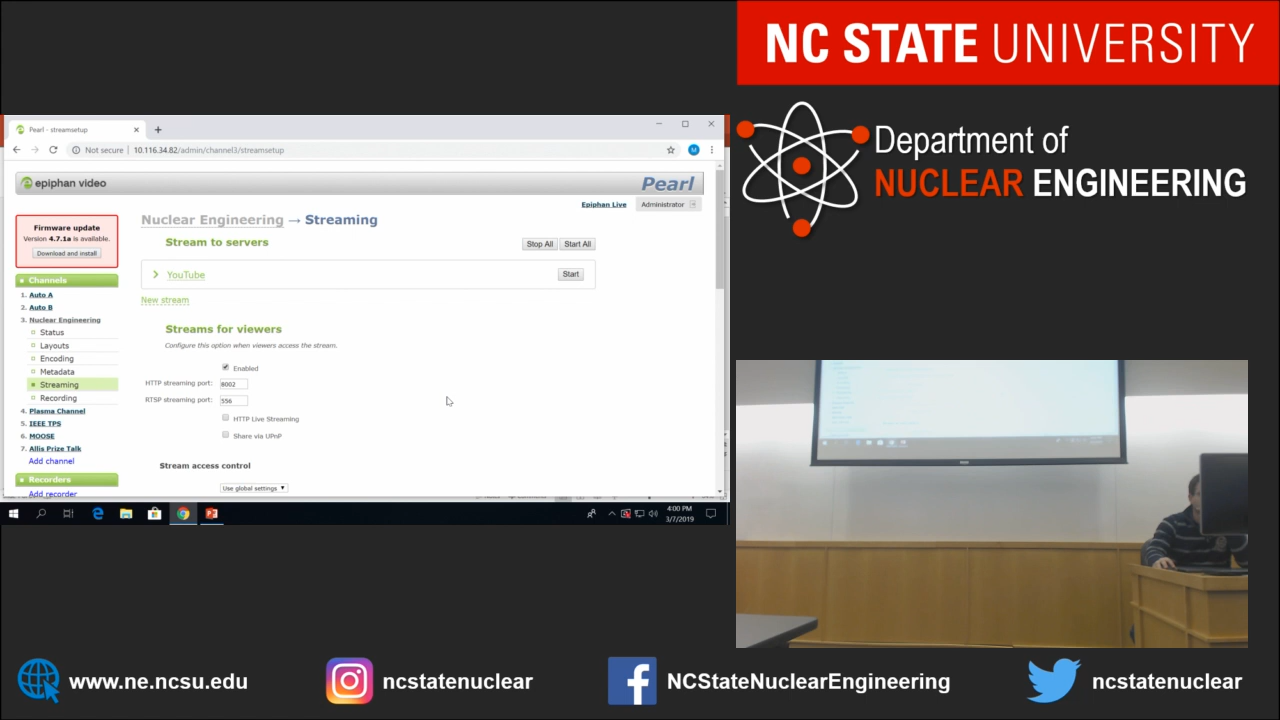 NC STATE UNIVERSITY
Department of
NUCLEAR ENGINEERING
Pearl - streamsetup
Not secure | 10.116.34.82/admin/channel3/streamsetup
M
epiphan video
Pearl
Epiphan Live
Administrator
Firmware update
Version 4.7.1a is available.
Download and install
Nuclear Engineering → Streaming
Stream to servers
Stop All
Start All
YouTube
Start
New stream
Streams for viewers
Configure this option when viewers access the stream.
Enabled
HTTP streaming port: 8002
RTSP streaming port: 556
HTTP Live Streaming
Share via UPnP
Stream access control
Use global settings
Channels
1. Auto A
2. Auto B
3. Nuclear Engineering
Status
Layouts
Encoding
Metadata
Streaming
Recording
4. Plasma Channel
5. IEEE TPS
6. MOOSE
7. Allis Prize Talk
Add channel
Recorders
Add recorder
4:00 PM
3/7/2019
www.ne.ncsu.edu
ncstatenuclear
NCStateNuclearEngineering
ncstatenuclear